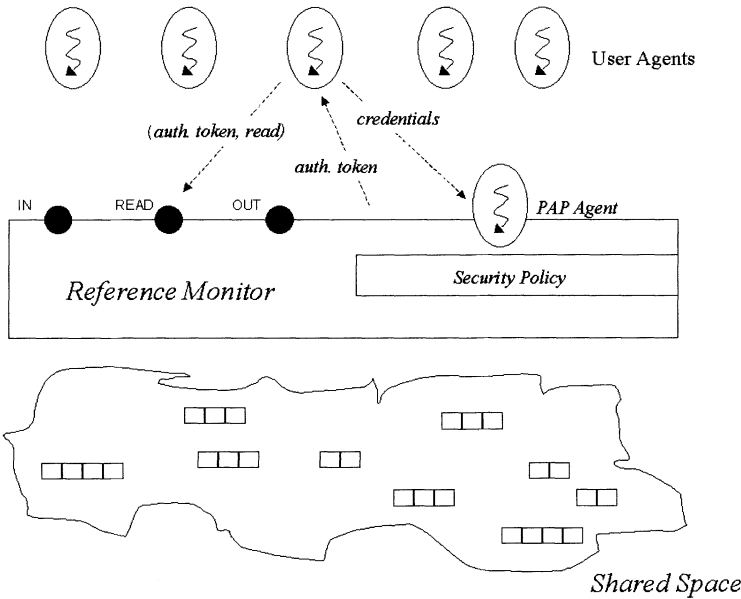 User Agents
(auth. token, read)
credentials
auth. token
IN
READ
OUT
PAP Agent
Reference Monitor
Security Policy
Shared Space